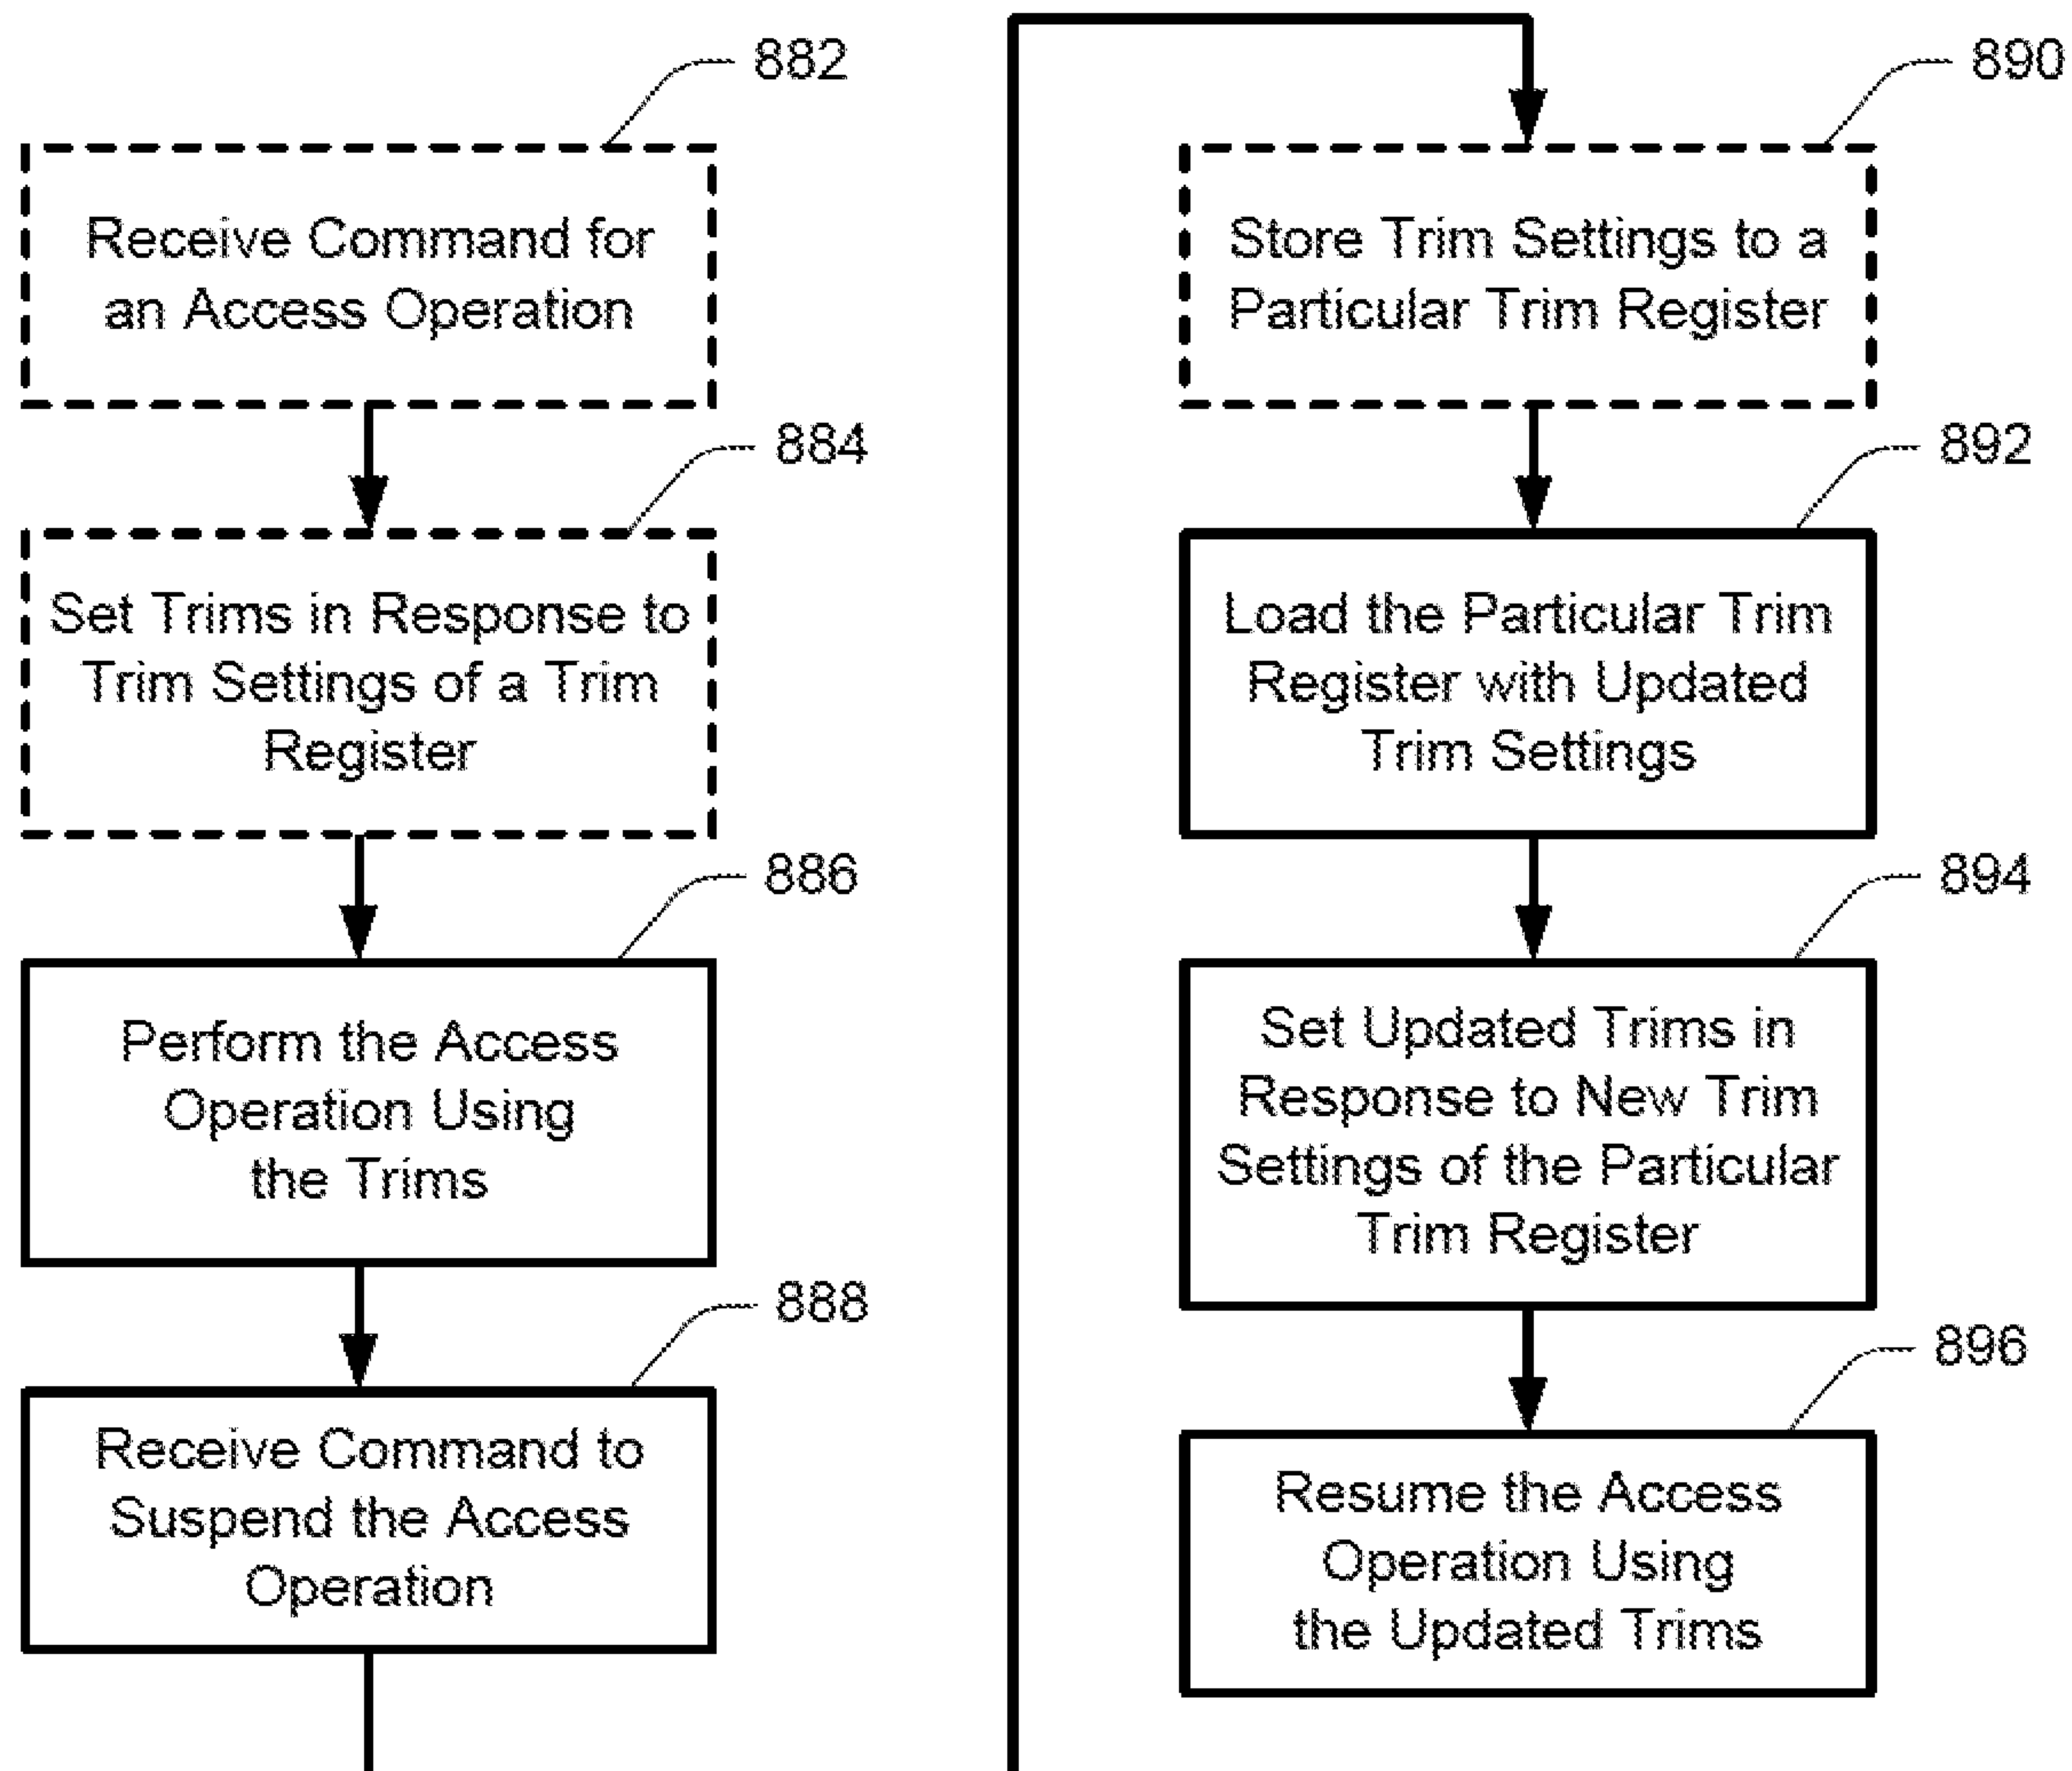 882
Receive Command for
an Access Operation
884
Set Trims in Response to
Trim Settings of a Trim
Register
886
Perform the Access
Operation Using
the Trims
888
Receive Command to
Suspend the Access
Operation
890
Store Trim Settings to a
Particular Trim Register
892
Load the Particular Trim
Register with Updated
Trim Settings
894
Set Updated Trims in
Response to New Trim
Settings of the Particular
Trim Register
896
Resume the Access
Operation Using
the Updated Trims